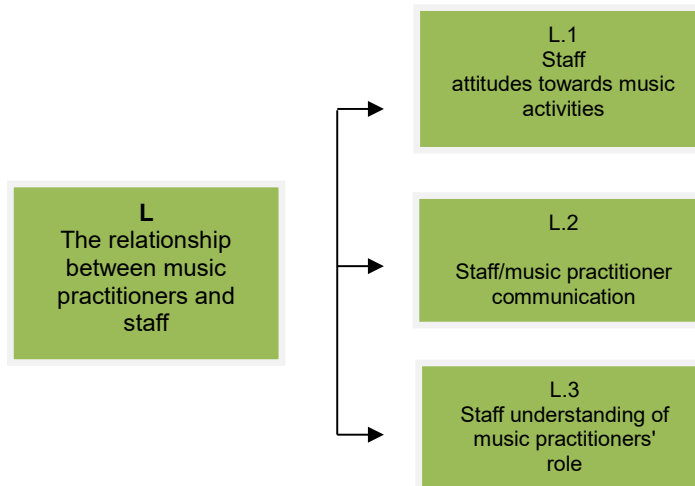 L
The relationship
between music
practitioners and
staff
L.1
Staff
attitudes towards music
activities
L.2
Staff/music practitioner
communication
L.3
Staff understanding of
music practitioners'
role